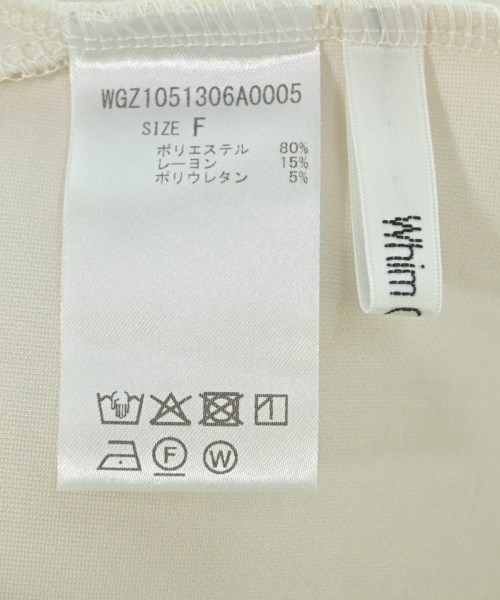 WGZ1051306A0005
SIZE F
ポリエステル 80%
レーヨン 15%
ポリウレタン 5%
F
W
Whim